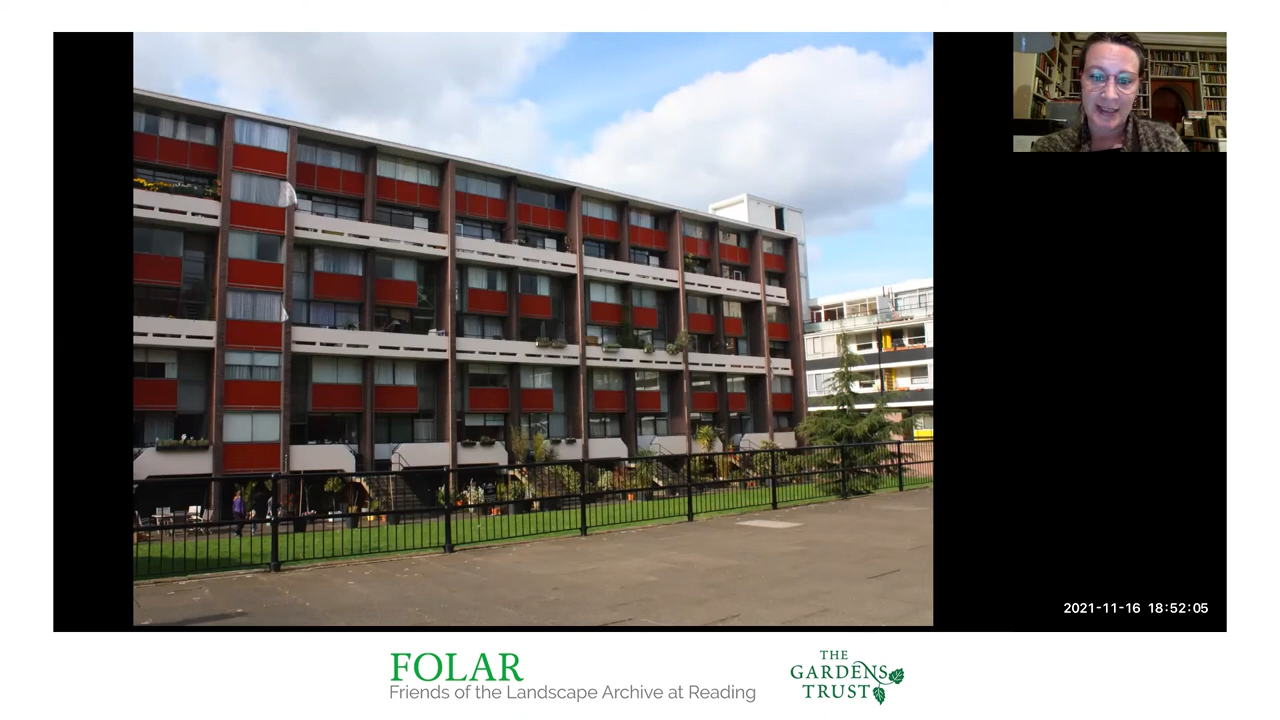 2021-11-16 18:52:05
FOLAR
Friends of the Landscape Archive at Reading
THE
GARDENS
TRUST